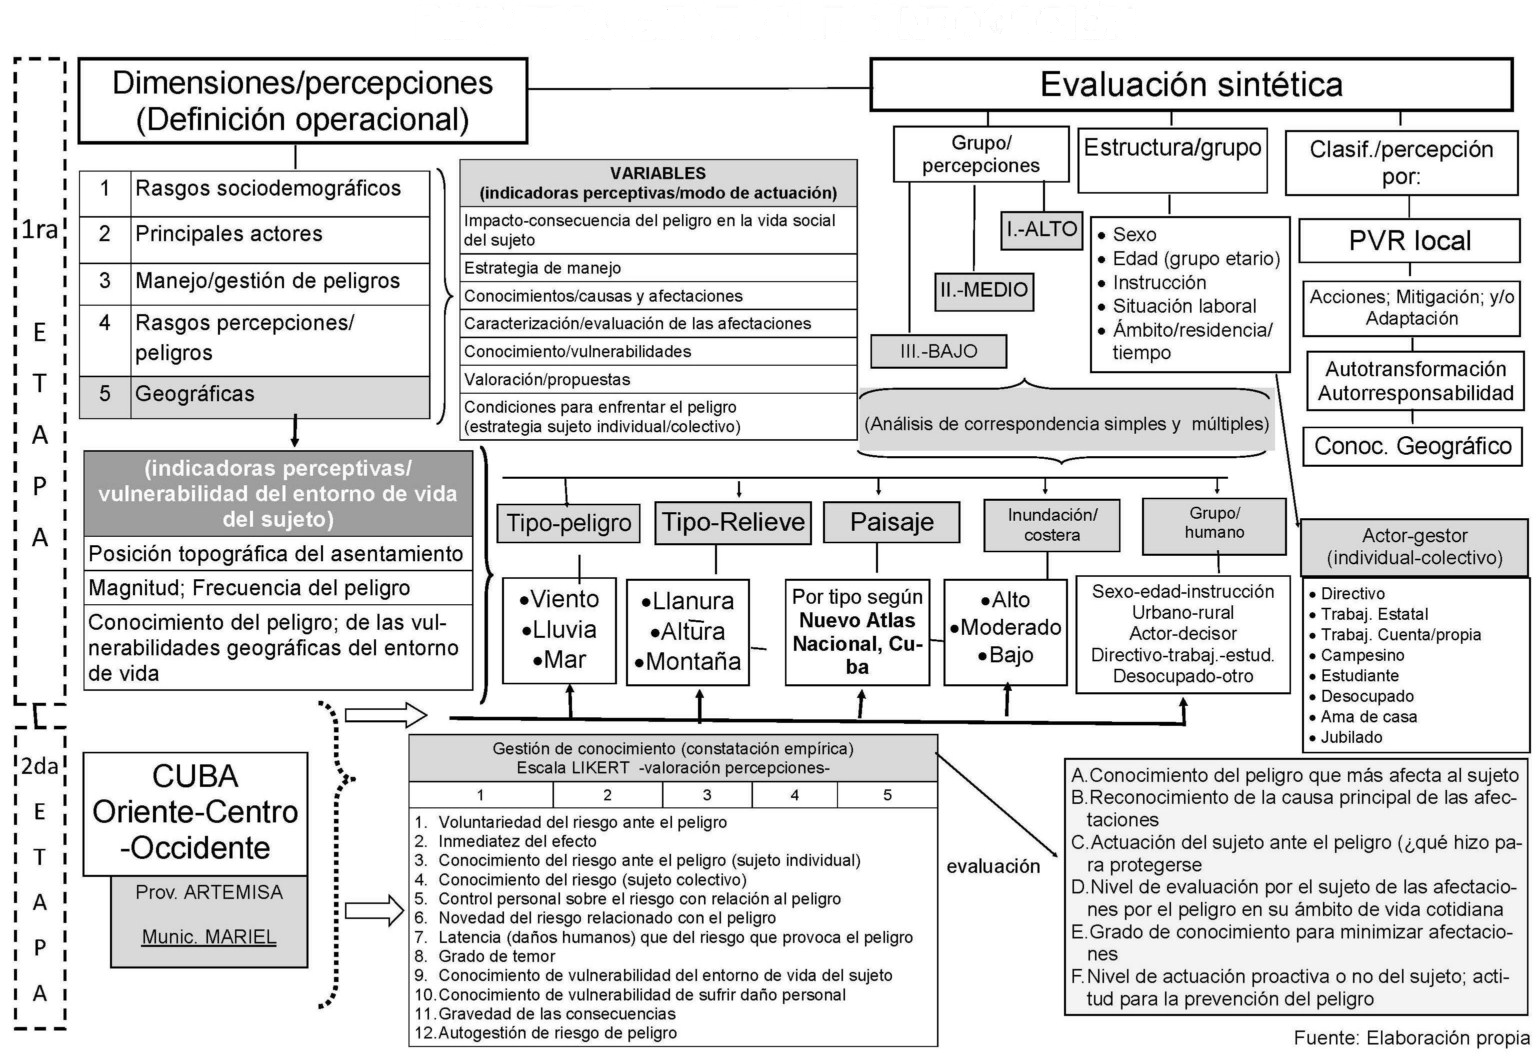 Dimensiones/percepciones
(Definición operacional)
Evaluación sintética
1ra
E
T
A
P
A
1 Rasgos sociodemográficos
2 Principales actores
3 Manejo/gestión de peligros
4 Rasgos percepciones/
peligros
5 Geográficas
VARIABLES
(indicadoras perceptivas/modo de actuación)
Impacto-consecuencia del peligro en la vida social
del sujeto
Estrategia de manejo
Conocimientos/causas y afectaciones
Caracterización/evaluación de las afectaciones
Conocimiento/vulnerabilidades
Valoración/propuestas
Condiciones para enfrentar el peligro
(estrategia sujeto individual/colectivo)
Grupo/
percepciones
I.-ALTO
II.-MEDIO
III.-BAJO
Estructura/grupo
• Sexo
• Edad (grupo etario)
• Instrucción
• Situación laboral
• Ámbito/residencia/
tiempo
Clasif./percepción
por:
PVR local
Acciones; Mitigación; y/o
Adaptación
Autotransformación
Autorresponsabilidad
Conoc. Geográfico
(Análisis de correspondencia simples y múltiples)
(indicadoras perceptivas/
vulnerabilidad del entorno de vida
del sujeto)
Posición topográfica del asentamiento
Magnitud; Frecuencia del peligro
Conocimiento del peligro; de las vul-
nerabilidades geográficas del entorno
de vida
Tipo-peligro
•Viento
•Lluvia
•Mar
Tipo-Relieve
•Llanura
•Altura
•Montaña
Paisaje
Por tipo según
Nuevo Atlas
Nacional, Cu-
ba
Inundación/
costera
•Alto
•Moderado
•Bajo
Grupo/
humano
Sexo-edad-instrucción
Urbano-rural
Actor-decisor
Directivo-trabaj.-estud.
Desocupado-otro
Actor-gestor
(individual-colectivo)
• Directivo
• Trabaj. Estatal
• Trabaj. Cuenta/propia
• Campesino
• Estudiante
• Desocupado
• Ama de casa
• Jubilado
2da
E
T
A
P
A
CUBA
Oriente-Centro
-Occidente
Prov. ARTEMISA
Munic. MARIEL
Gestión de conocimiento (constatación empírica)
Escala LIKERT -valoración percepciones-
1 2 3 4 5
1. Voluntariedad del riesgo ante el peligro
2. Inmediatez del efecto
3. Conocimiento del riesgo ante el peligro (sujeto individual)
4. Conocimiento del riesgo (sujeto colectivo)
5. Control personal sobre el riesgo con relación al peligro
6. Novedad del riesgo relacionado con el peligro
7. Latencia (daños humanos) que del riesgo que provoca el peligro
8. Grado de temor
9. Conocimiento de vulnerabilidad del entorno de vida del sujeto
10.Conocimiento de vulnerabilidad de sufrir daño personal
11.Gravedad de las consecuencias
12.Autogestión de riesgo de peligro
evaluación
A.Conocimiento del peligro que más afecta al sujeto
B.Reconocimiento de la causa principal de las afec-
taciones
C.Actuación del sujeto ante el peligro (¿qué hizo pa-
ra protegerse
D.Nivel de evaluación por el sujeto de las afectacio-
nes por el peligro en su ámbito de vida cotidiana
E.Grado de conocimiento para minimizar afectacio-
nes
F.Nivel de actuación proactiva o no del sujeto; acti-
tud para la prevención del peligro
Fuente: Elaboración propia